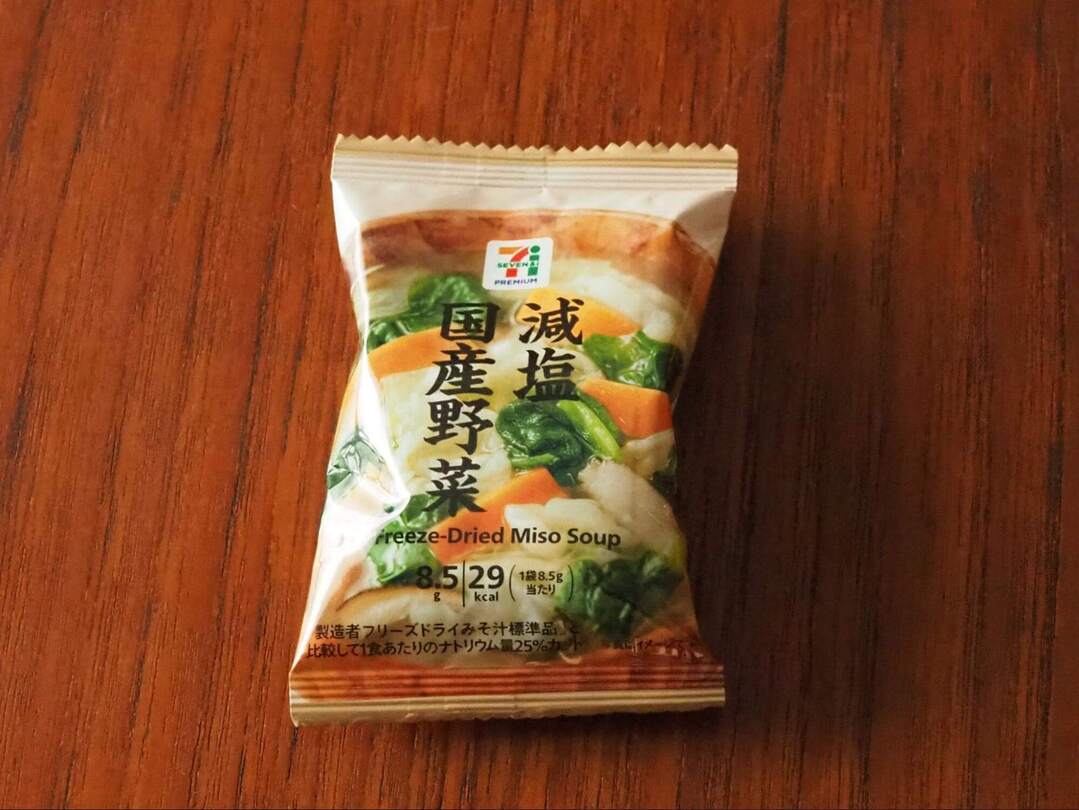 SEVEN & i
PREMIUM
減塩
国産野菜
Freeze-Dried Miso Soup
8.5g 29kcal (1袋8.5g当たり)
製造者フリーズドライみそ汁標準品」と
比較して1食あたりのナトリウム量25%カット